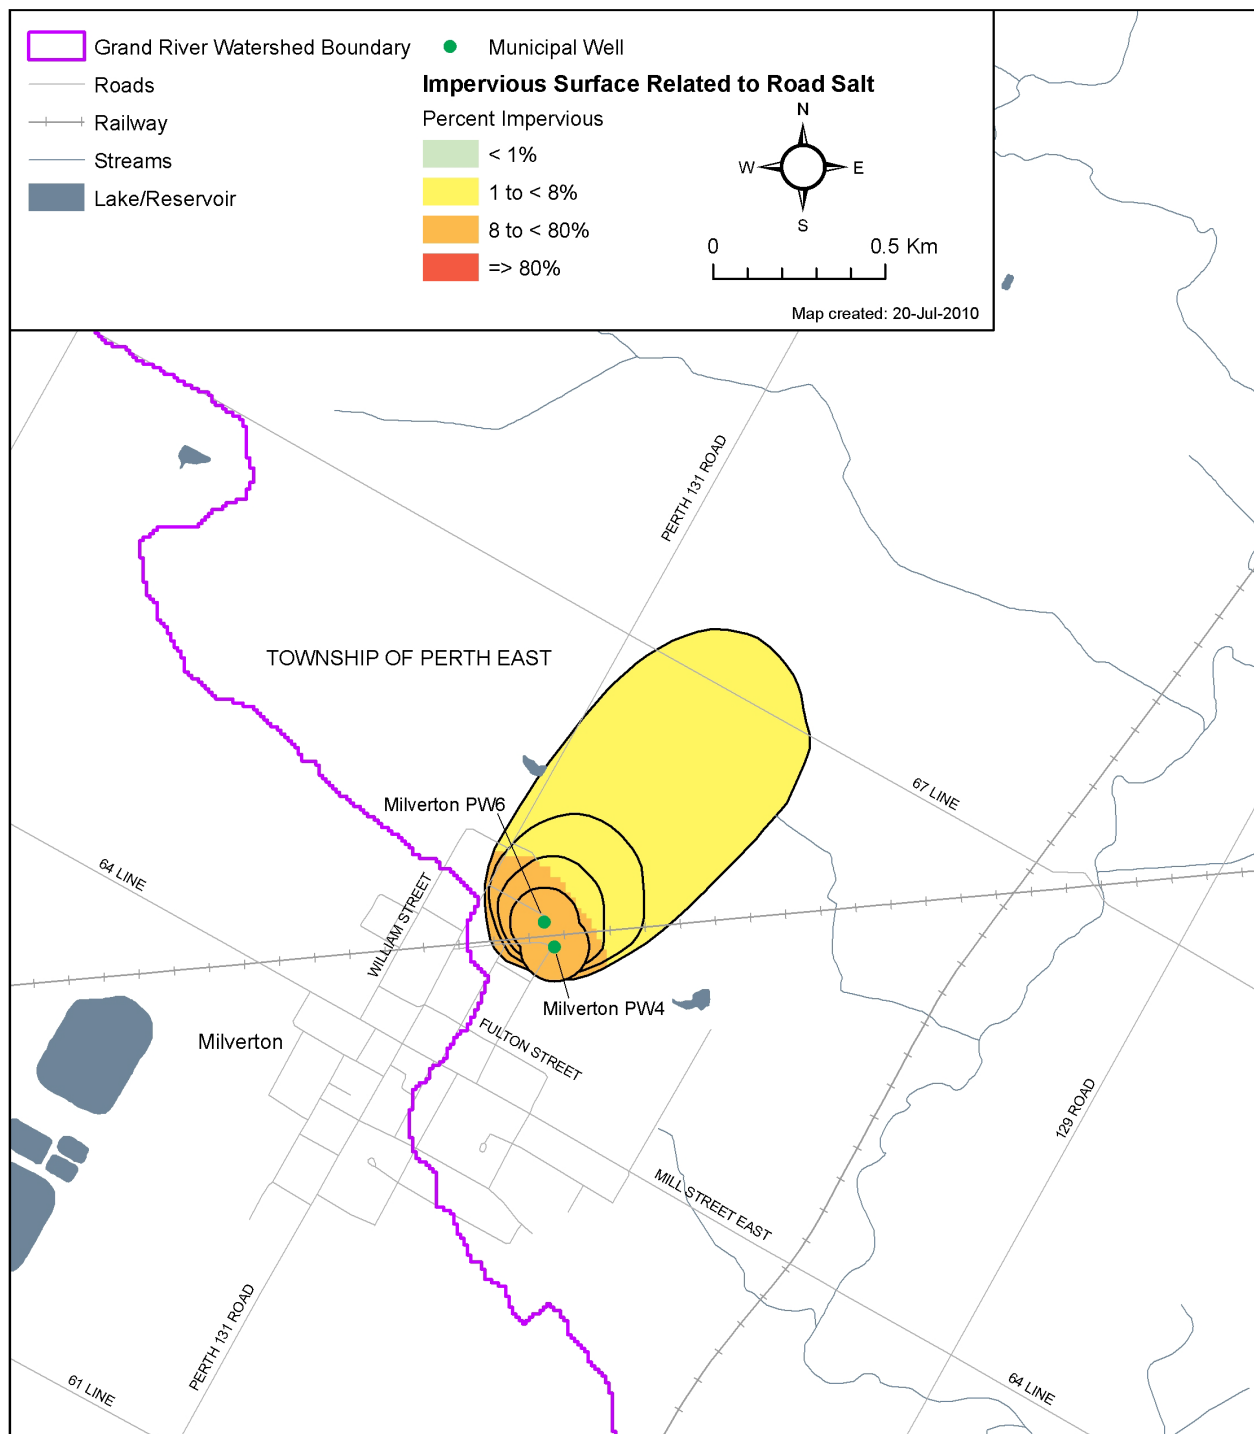 Grand River Watershed Boundary
Roads
Railway
Streams
Lake/Reservoir
Municipal Well
Impervious Surface Related to Road Salt
Percent Impervious
< 1%
1 to < 8%
8 to < 80%
=> 80%
N
W
E
S
0
0.5 Km
Map created: 20-Jul-2010
PERTH 131 ROAD
TOWNSHIP OF PERTH EAST
67 LINE
Milverton PW6
64 LINE
WILLIAM STREET
Milverton PW4
Milverton
FULTON STREET
129 ROAD
MILL STREET EAST
PERTH 131 ROAD
61 LINE
64 LINE